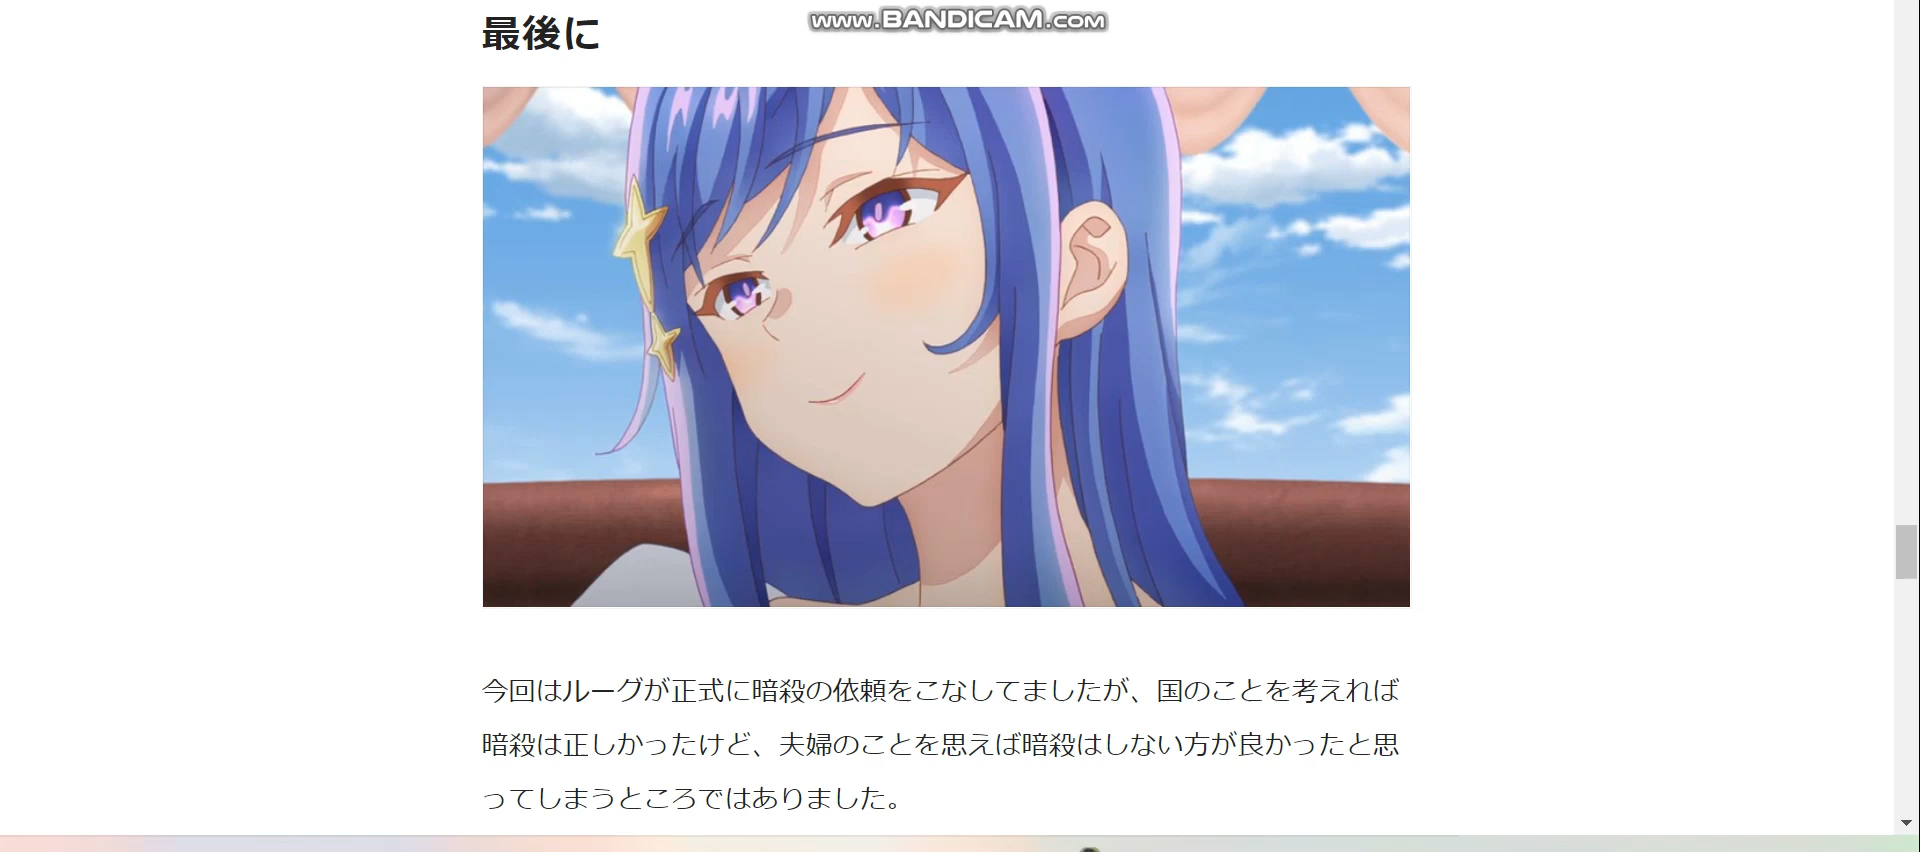 www.BANDICAM.com
最後に
今回はルーグが正式に暗殺の依頼をこなしてましたが、国のことを考えれば
暗殺は正しかったけど、夫婦のことを思えば暗殺はしない方が良かったと思
ってしまうところではありました。